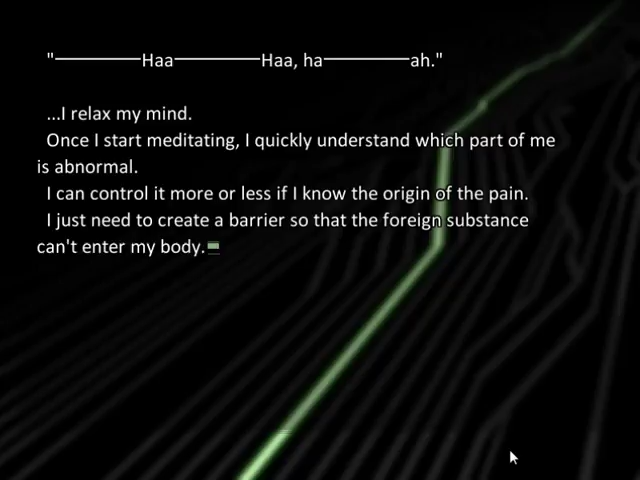 "―――――Haa―――――Haa, ha―――――ah."
...I relax my mind.
Once I start meditating, I quickly understand which part of me
is abnormal.
I can control it more or less if I know the origin of the pain.
I just need to create a barrier so that the foreign substance
can't enter my body.